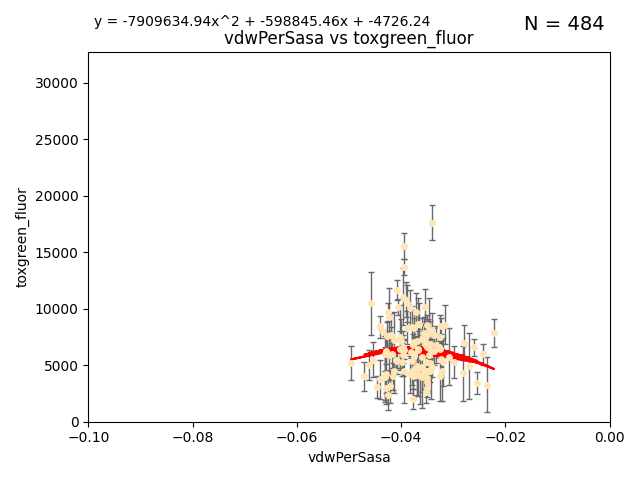 y = -7909634.94x^2 + -598845.46x + -4726.24
N = 484
vdwPerSasa vs toxgreen_fluor
30000
25000
20000
15000
10000
5000
0
toxgreen_fluor
−0.10
−0.08
−0.06
−0.04
−0.02
0.00
vdwPerSasa